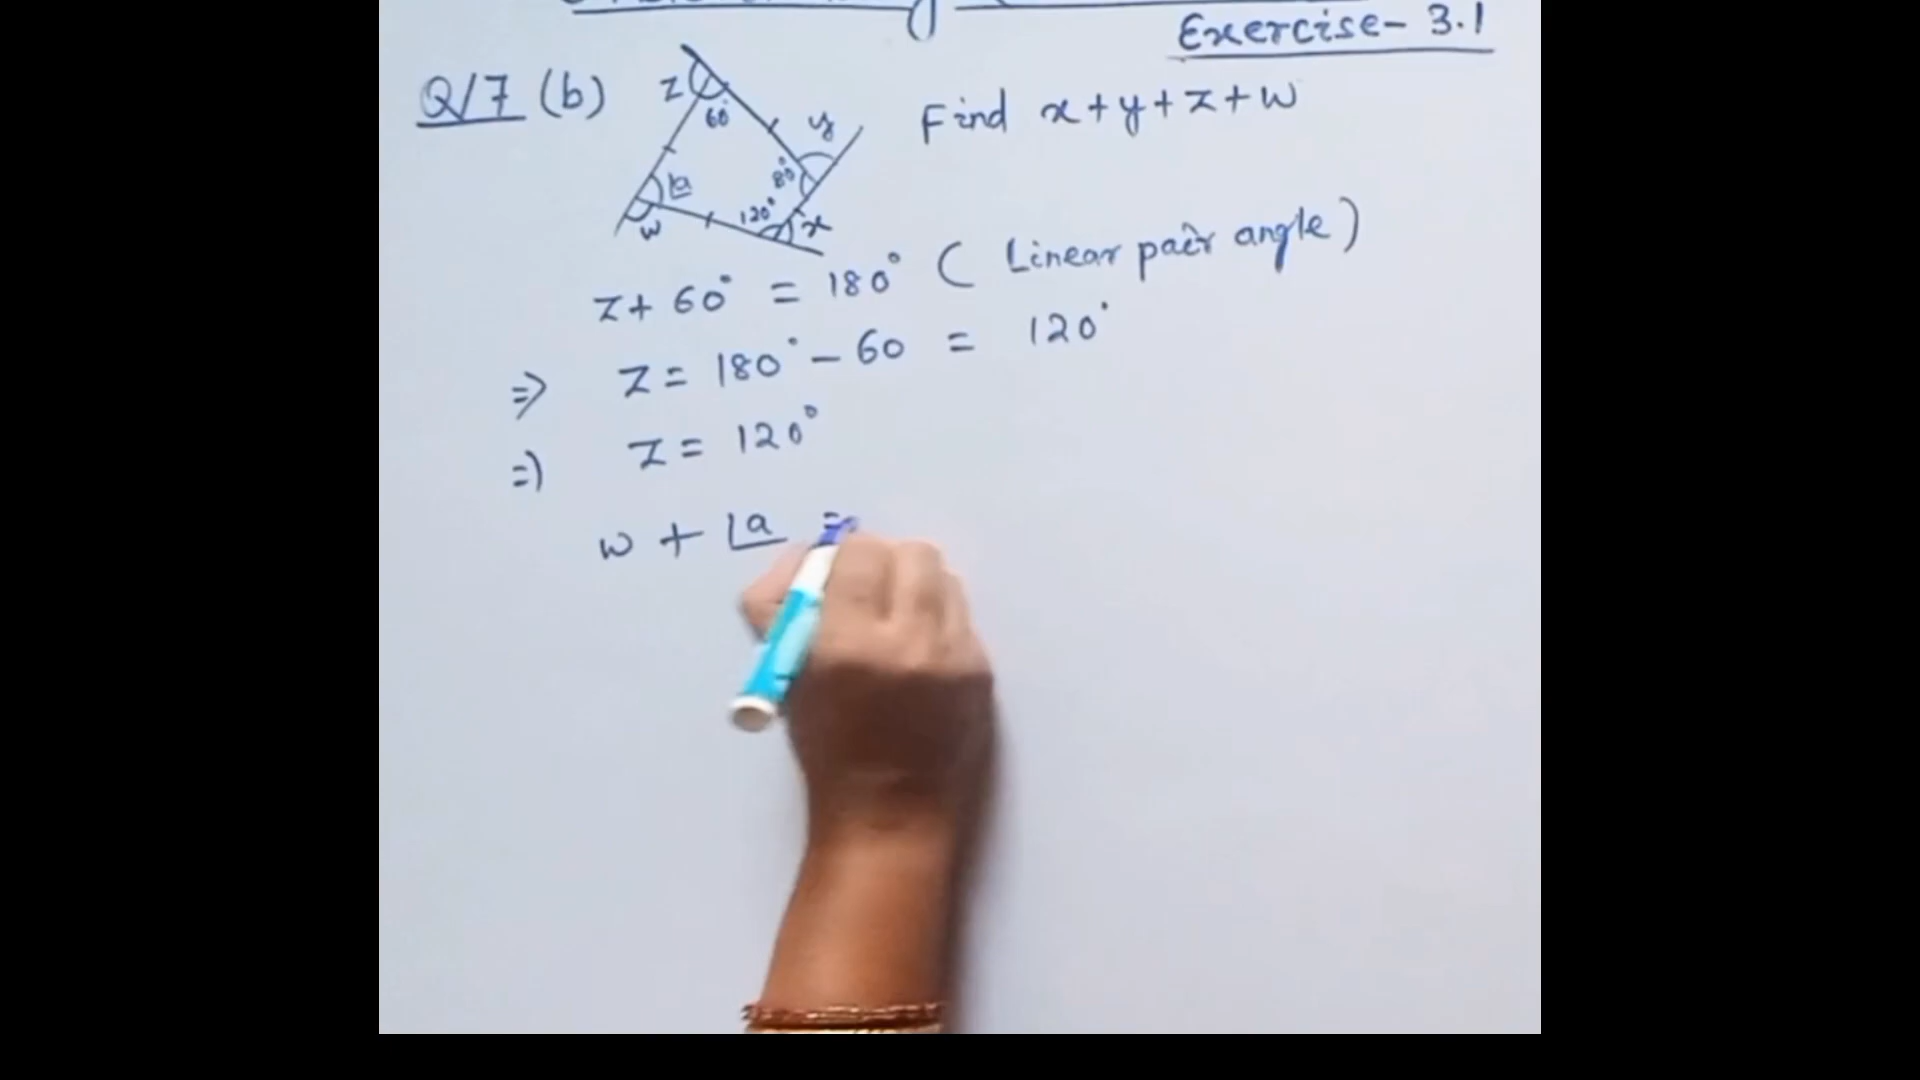 Exercise- 3.1
Q/7 (b)
Find x+y+z+w
z
60°
y
80°
∠a
120°
x
w
z + 60° = 180° ( Linear pair angle )
=> z = 180° - 60 = 120°
=> z = 120°
w + ∠a =